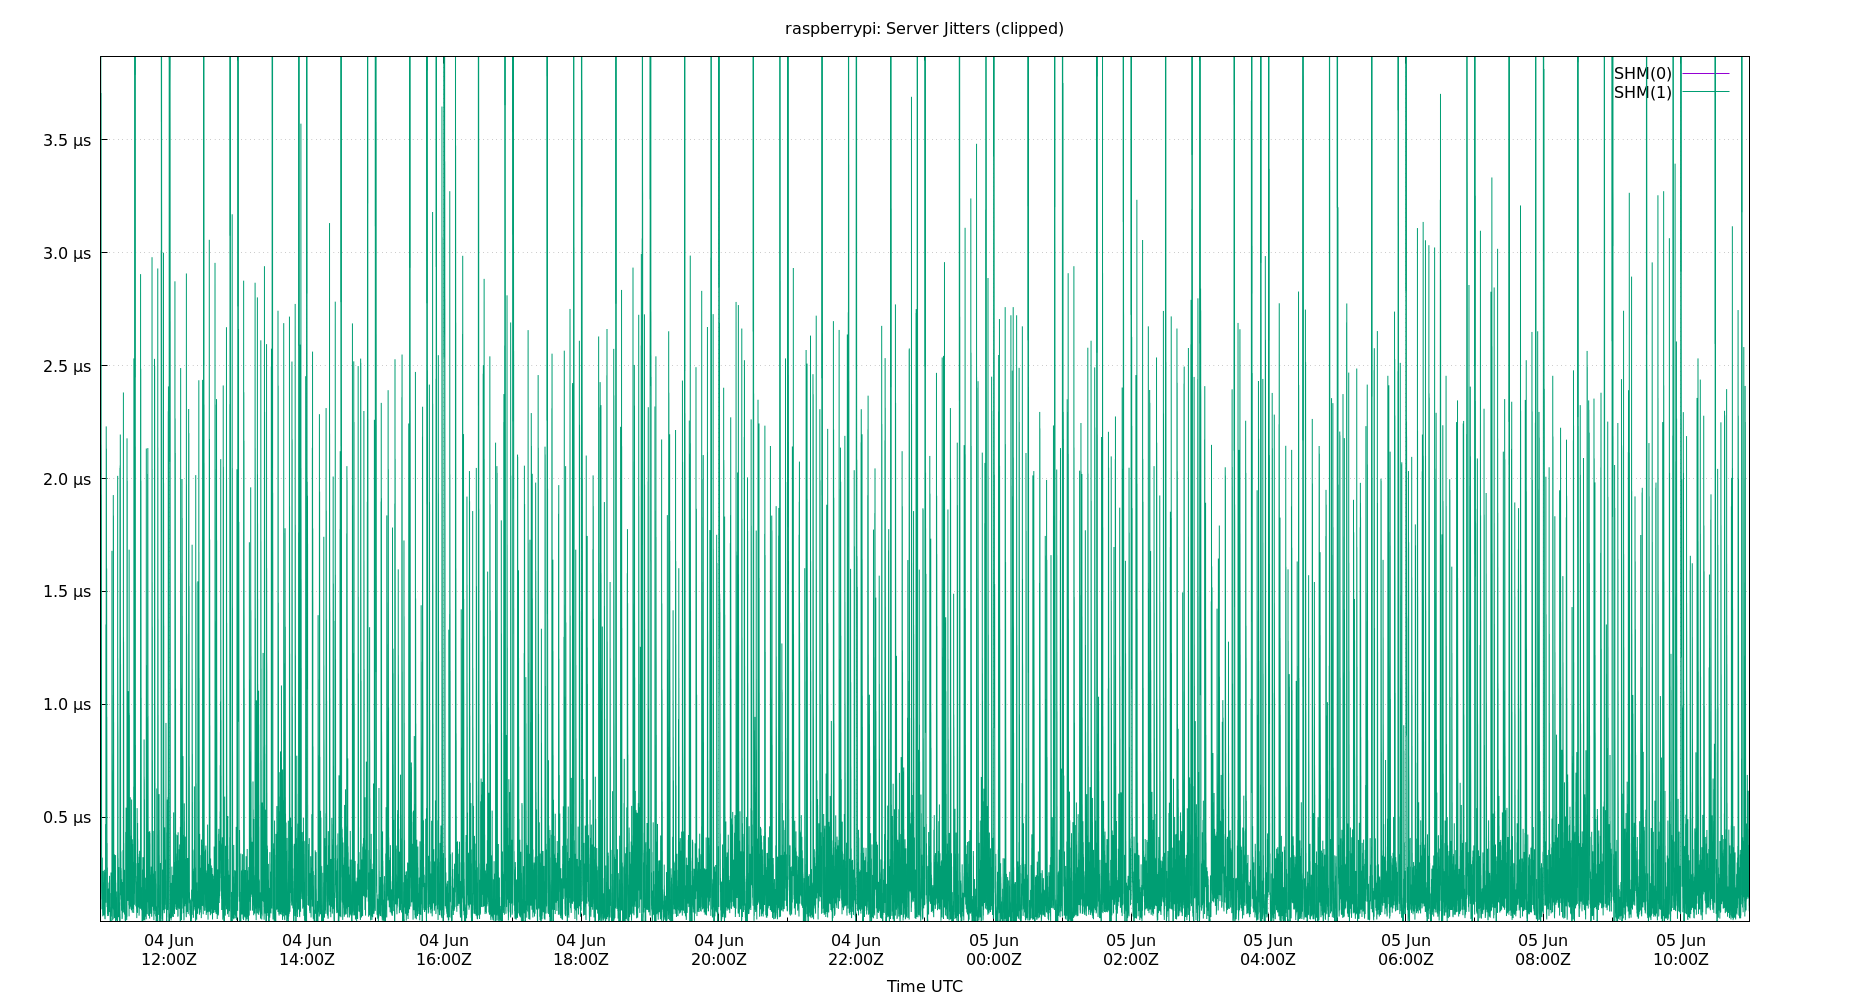 raspberrypi: Server Jitters (clipped)
SHM(0)
SHM(1)
3.5 µs
3.0 µs
2.5 µs
2.0 µs
1.5 µs
1.0 µs
0.5 µs
04 Jun 04 Jun 04 Jun 04 Jun 04 Jun 04 Jun 05 Jun 05 Jun 05 Jun 05 Jun 05 Jun 05 Jun
12:00Z 14:00Z 16:00Z 18:00Z 20:00Z 22:00Z 00:00Z 02:00Z 04:00Z 06:00Z 08:00Z 10:00Z
Time UTC